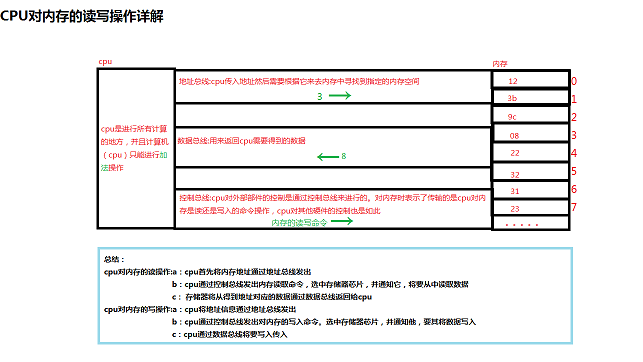 CPU对内存的读写操作详解
cpu
内存
地址总线:cpu传入地址然后需要根据它来去内存中寻找到指定的内存空间
3
12
0
3b
1
9c
2
cpu是进行所有计算
的地方，并且计算机
（cpu）只能进行加
法操作
数据总线:用来返回cpu需要得到的数据
8
08
3
22
4
32
5
控制总线:cpu对外部部件的控制是通过控制总线来进行的。对内存时表示了传输的是cpu对内
存是读还是写入的命令操作，cpu对其他硬件的控制也是如此
内存的读写命令
31
6
23
7
· · · · ·
总结：
cpu对内存的读操作:a：cpu首先将内存地址通过地址总线发出
b：cpu通过控制总线发出内存读取命令，选中存储器芯片，并通知它，将要从中读取数据
c： 存储器将从得到地址对应的数据通过数据总线返回给cpu
cpu对内存的写操作:a：cpu将地址信息通过地址总线发出
b：cpu通过控制总线发出对内存的写入命令。选中存储器芯片，并通知他，要其将数据写入
c：cpu通过数据总线将要写入传入